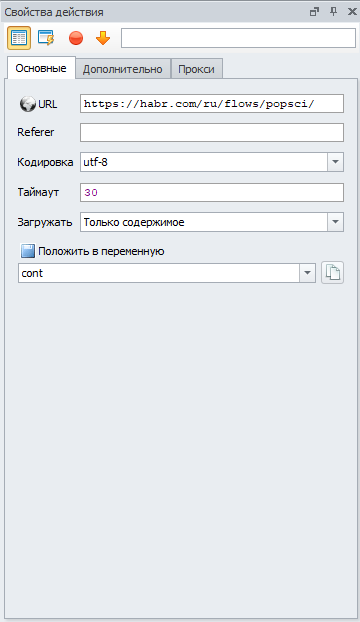 Свойства действия
Основные Дополнительно Прокси
URL https://habr.com/ru/flows/popsci/
Referer
Кодировка utf-8
Таймаут 30
Загружать Только содержимое
Положить в переменную
cont